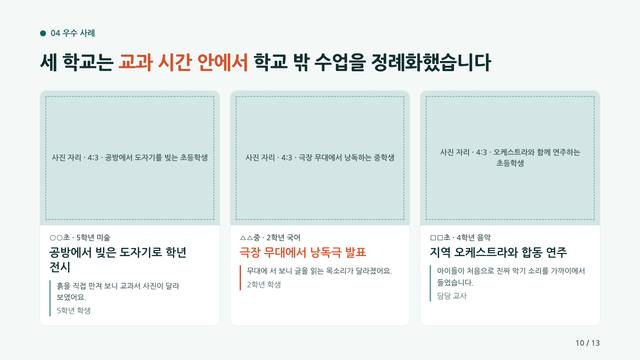 04 우수 사례
세 학교는 교과 시간 안에서 학교 밖 수업을 정례화했습니다
사진 자리 · 4:3 · 공방에서 도자기를 빚는 초등학생
○○초 · 5학년 미술
공방에서 빚은 도자기로 학년
전시
흙을 직접 만져 보니 교과서 사진이 달라
보였어요.
5학년 학생
사진 자리 · 4:3 · 극장 무대에서 낭독하는 중학생
△△중 · 2학년 국어
극장 무대에서 낭독극 발표
무대에 서 보니 글을 읽는 목소리가 달라졌어요.
2학년 학생
사진 자리 · 4:3 · 오케스트라와 함께 연주하는
초등학생
□□초 · 4학년 음악
지역 오케스트라와 합동 연주
아이들이 처음으로 진짜 악기 소리를 가까이에서
들었습니다.
담당 교사
10 / 13